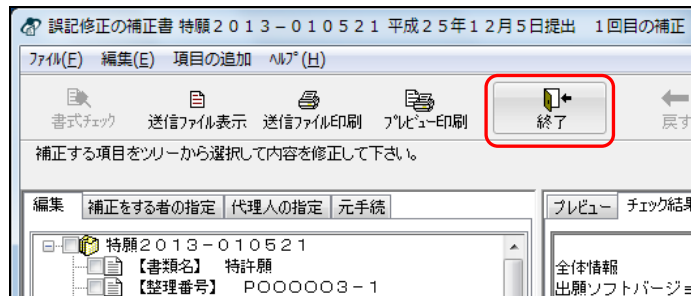 誤記修正の補正書 特願２０１３－０１０５２１ 平成２５年１２月５日提出　１回目の補正
ﾌｧｲﾙ(F)　編集(E)　項目の追加　ﾍﾙﾌﾟ(H)
書式ﾁｪｯｸ　送信ﾌｧｲﾙ表示　送信ﾌｧｲﾙ印刷　ﾌﾟﾚﾋﾞｭｰ印刷　終了　戻す
補正する項目をツリーから選択して内容を修正して下さい。
編集　補正をする者の指定　代理人の指定　元手続　プレビュー　チェック結果
特願２０１３－０１０５２１
【書類名】　特許願　全体情報
【整理番号】　Ｐ０００００３－１　出願ソフトバージョ